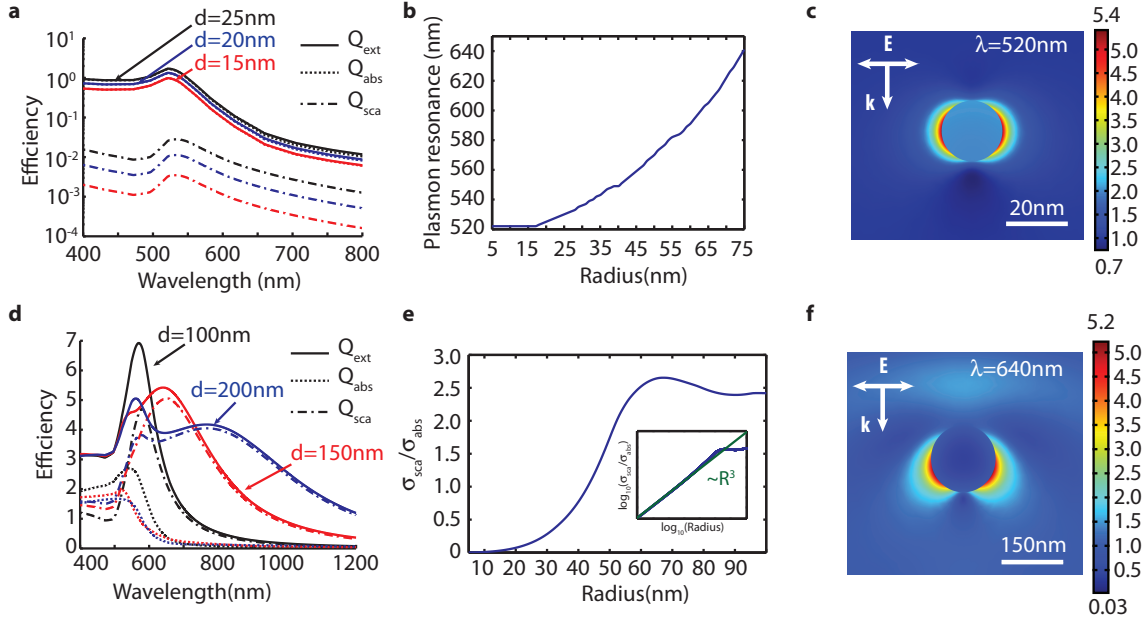 a
d=25nm
d=20nm
d=15nm
Q_ext
Q_abs
Q_sca
Efficiency
10^1
10^0
10^-1
10^-2
10^-3
10^-4
400 500 600 700 800
Wavelength (nm)
b
Plasmon resonance (nm)
640
620
600
580
560
540
520
5 15 25 35 45 55 65 75
Radius(nm)
c
E
k
λ=520nm
20nm
5.4
5.0
4.5
4.0
3.5
3.0
2.5
2.0
1.5
1.0
0.7
d
d=100nm
d=200nm
d=150nm
Q_ext
Q_abs
Q_sca
Efficiency
7
6
5
4
3
2
1
0
400 600 800 1000 1200
Wavelength(nm)
e
σ_sca/σ_abs
3.0
2.5
2.0
1.5
1.0
0.5
0
10 20 30 40 50 60 70 80 90
Radius(nm)
log_10(σ_sca/σ_abs)
~R^3
log_10(Radius)
f
E
k
λ=640nm
150nm
5.2
5.0
4.5
4.0
3.5
3.0
2.5
2.0
1.5
1.0
0.5
0.03